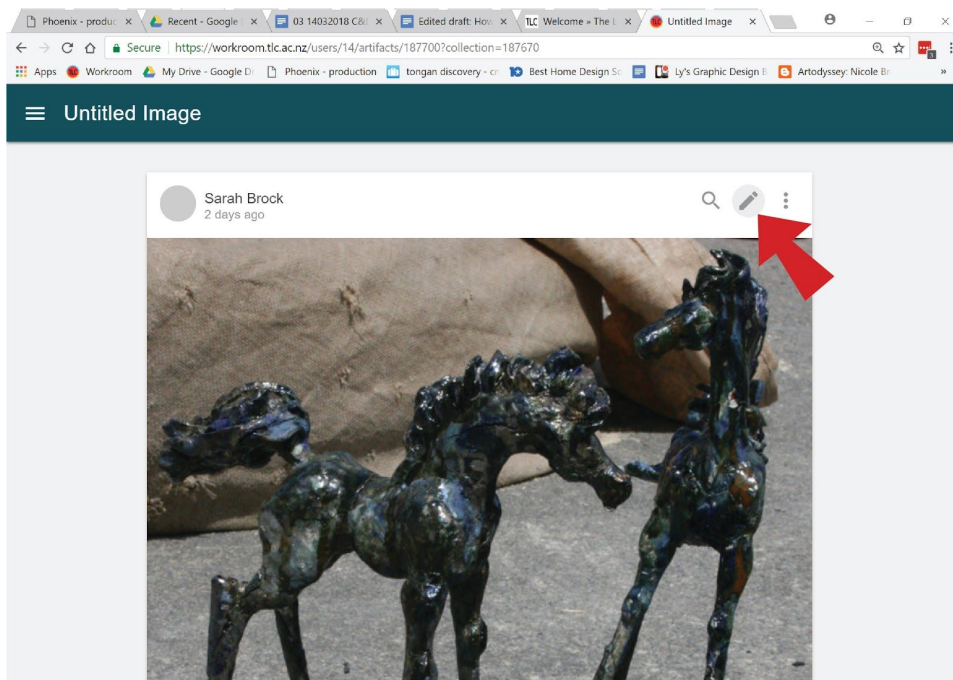 Phoenix - produc Recent - Google 03 14032018 C& Edited draft: How TLC Welcome » The L Untitled Image
Secure https://workroom.tlc.ac.nz/users/14/artifacts/187700?collection=187670
Apps Workroom My Drive - Google Dr Phoenix - production tongan discovery - cr Best Home Design So Ly's Graphic Design B Artodyssey: Nicole Br »
Untitled Image
Sarah Brock
2 days ago